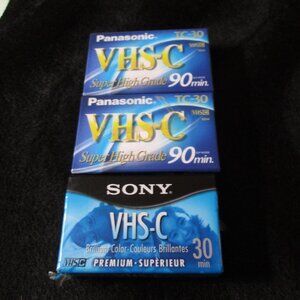 Panasonic TC-30
VHS-C
Super High Grade 90min.
Panasonic TC-30
VHS-C
Super High Grade 90min.
SONY
VHS-C
Brilliant Color-Couleurs Brillantes
VHSC PREMIUM-SUPÉRIEUR 30
min